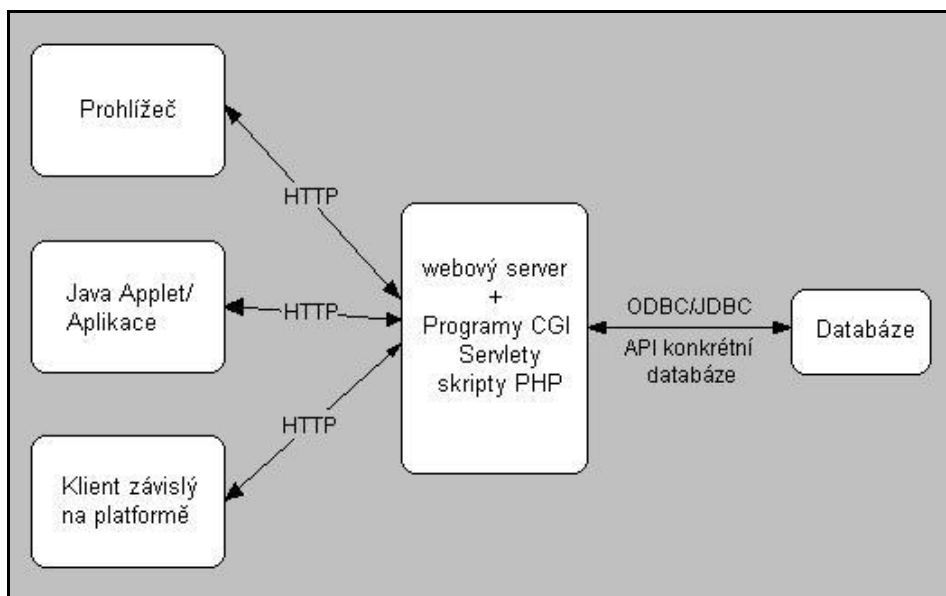 Prohlížeč
HTTP
Java Applet/
Aplikace
HTTP
Klient závislý
na platformě
HTTP
webový server
+
Programy CGI
Servlety
skripty PHP
ODBC/JDBC
API konkrétní
databáze
Databáze